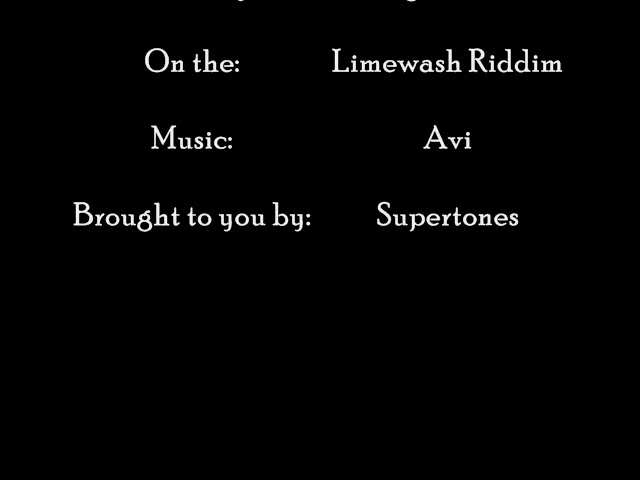 On the: Limewash Riddim
Music: Avi
Brought to you by: Supertones